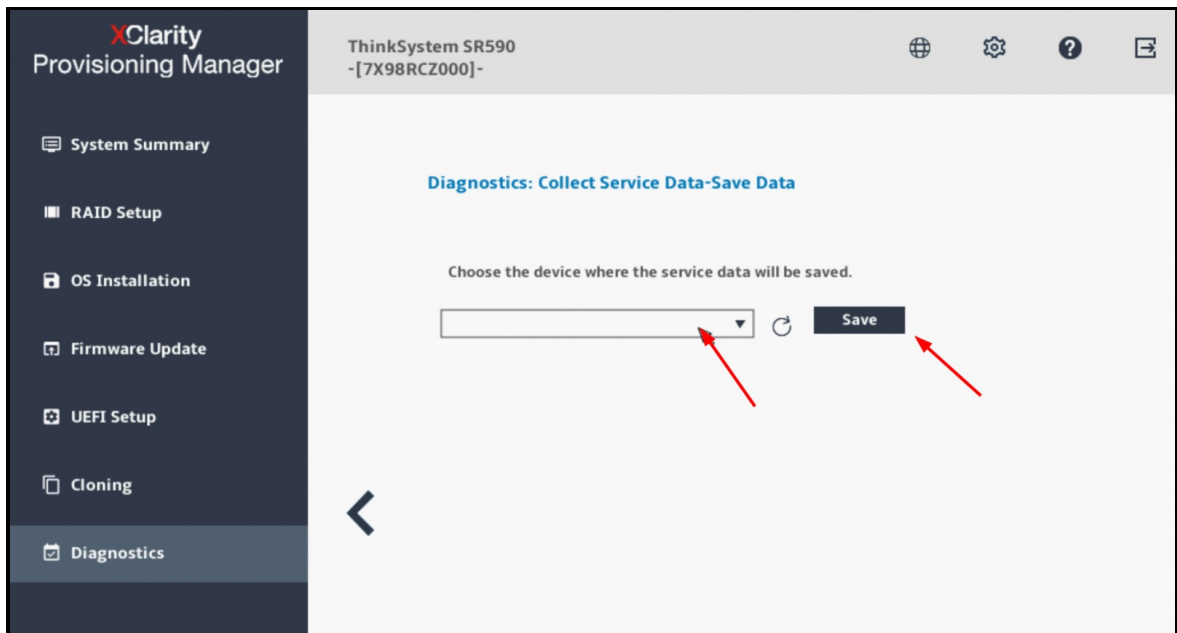 XClarity
Provisioning Manager
ThinkSystem SR590
-[7X98RCZ000]-
System Summary
RAID Setup
OS Installation
Firmware Update
UEFI Setup
Cloning
Diagnostics
Diagnostics: Collect Service Data-Save Data
Choose the device where the service data will be saved.
Save